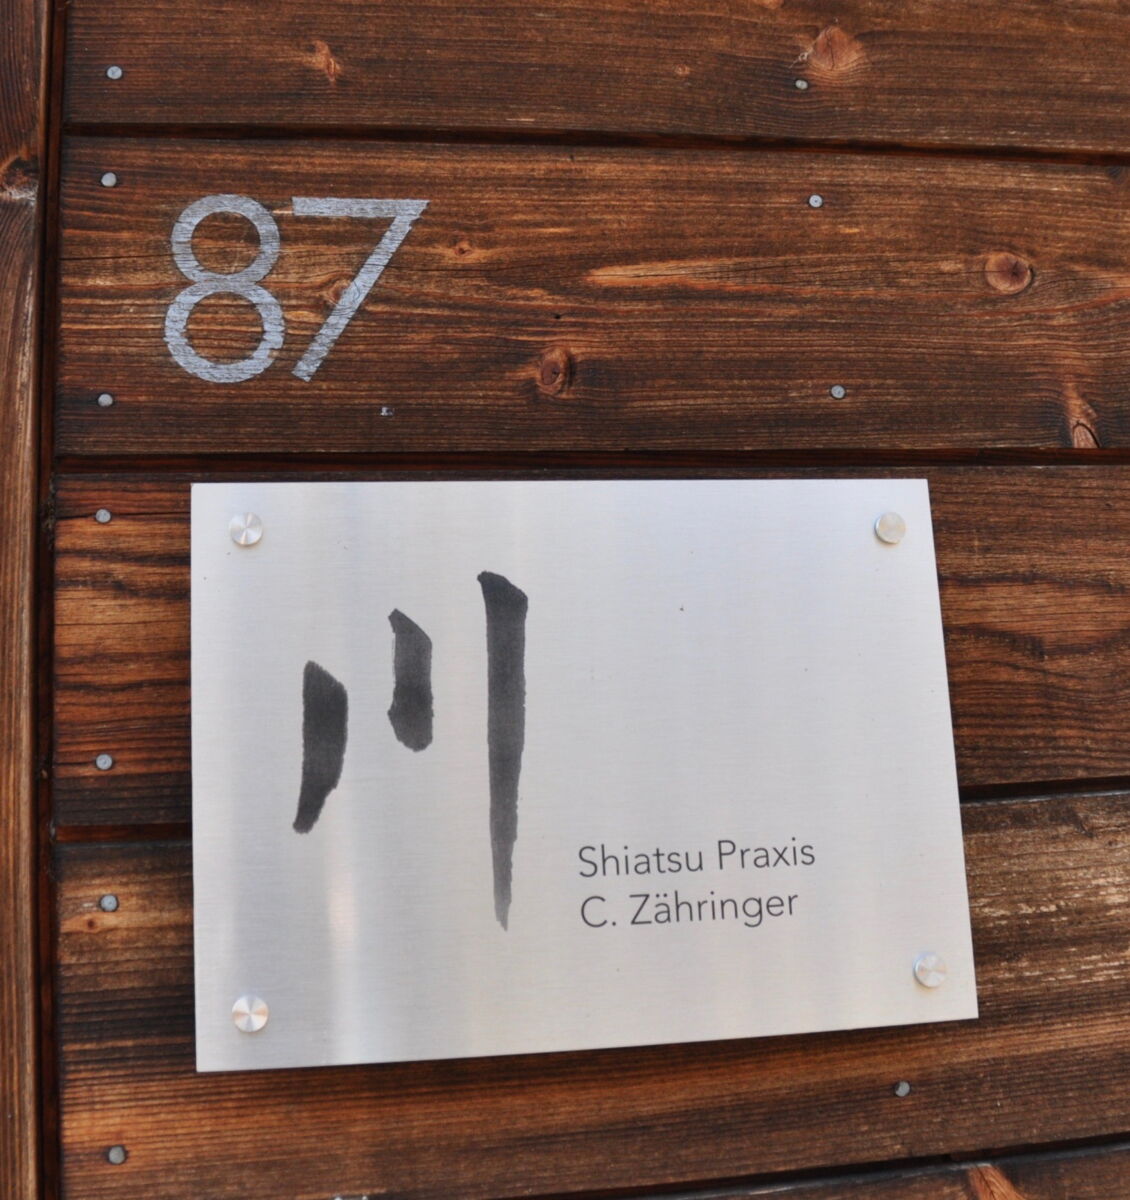 87
川
Shiatsu Praxis
C. Zähringer